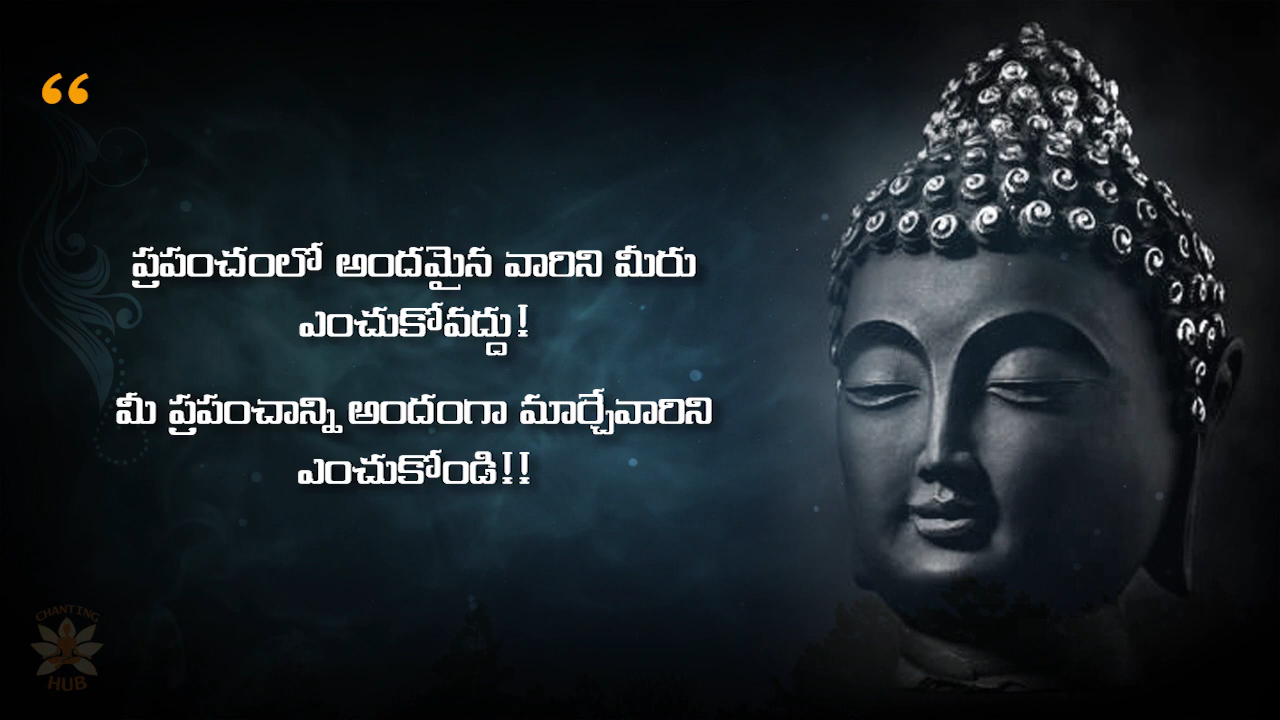 “
ప్రపంచంలో అందమైన వారిని మీరు
ఎంచుకోవద్దు!
మీ ప్రపంచాన్ని అందంగా మార్చేవారిని
ఎంచుకోండి!!
CHANTING
HUB